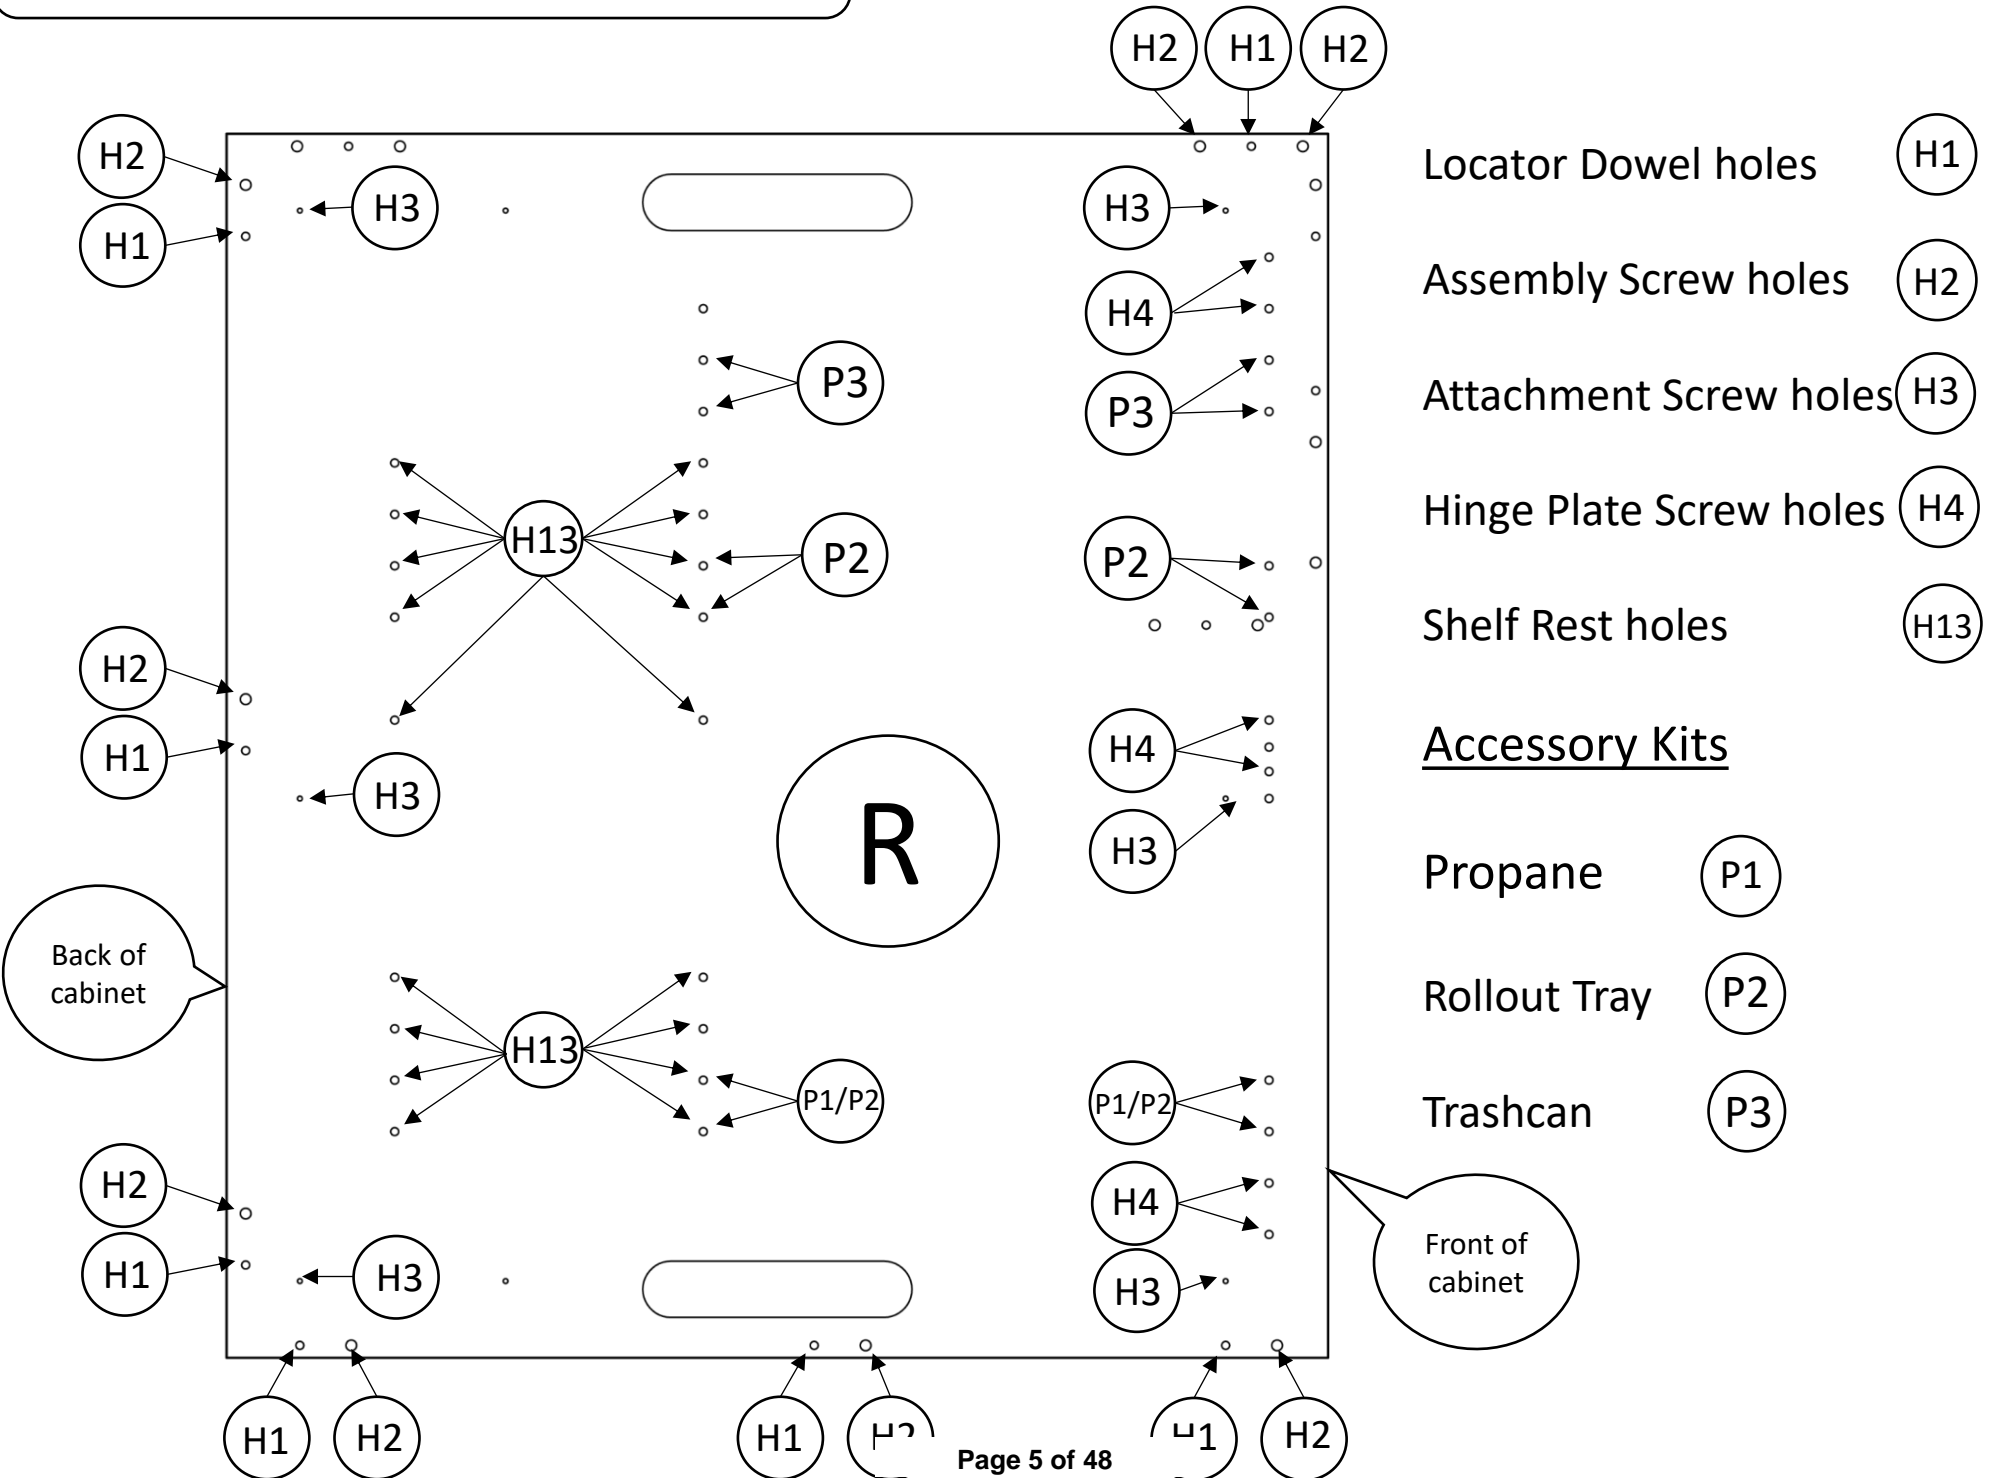 H2 H1 H2
H2
H1
H3
H3
H4
P3
P3
H13
P2
P2
H2
H1
H3
H4
H3
R
Back of
cabinet
H13
P1/P2
P1/P2
H2
H1
H3
H4
H3
Front of
cabinet
H1 H2
H1 H2
H1 H2
Locator Dowel holes H1
Assembly Screw holes H2
Attachment Screw holes H3
Hinge Plate Screw holes H4
Shelf Rest holes H13
Accessory Kits
Propane P1
Rollout Tray P2
Trashcan P3
Page 5 of 48